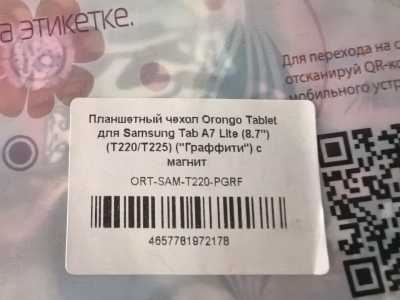 а этикетке.
Для перехода на с
отсканируй QR-ко
мобильного устр
Планшетный чехол Orongo Tablet
для Samsung Tab A7 Lite (8.7")
(T220/T225) ("Граффити") с
магнит
ORT-SAM-T220-PGRF
4657781972178